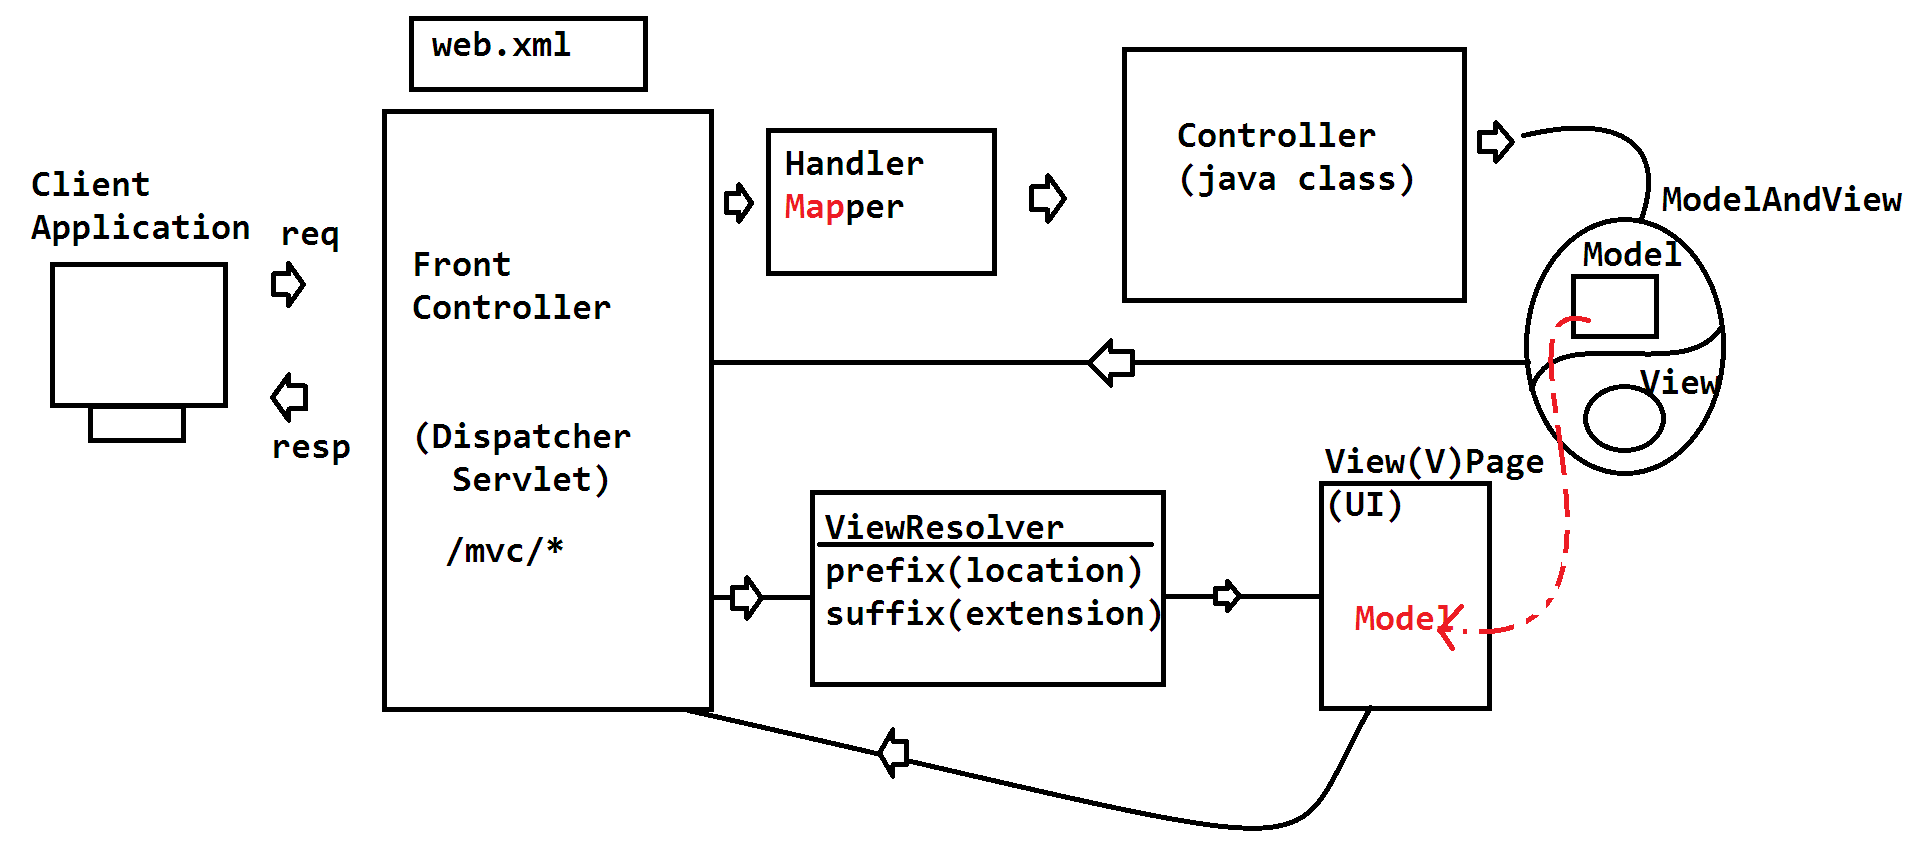 web.xml
Client
Application
req
resp
Front
Controller
(Dispatcher
Servlet)
/mvc/*
Handler
Mapper
Controller
(java class)
ModelAndView
Model
View
ViewResolver
prefix(location)
suffix(extension)
View(V)Page
(UI)
Model